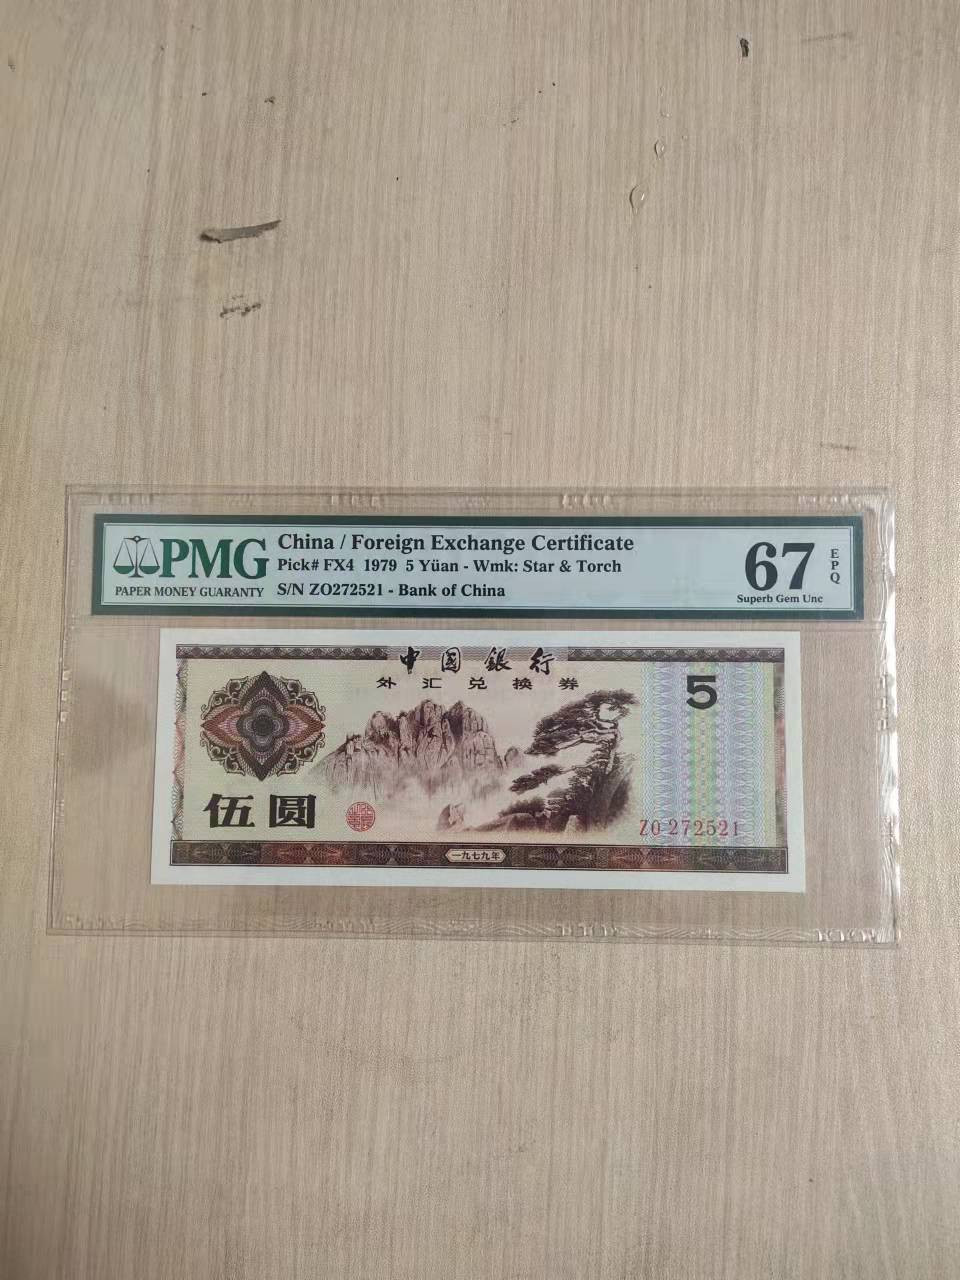 PMG
PAPER MONEY GUARANTY
China / Foreign Exchange Certificate
Pick# FX4 1979 5 Yüan - Wmk: Star & Torch
S/N ZO272521 - Bank of China
67
EPQ
Superb Gem Unc
中國銀行
外汇兑换券
5
伍圆
ZO 272521
一九七九年